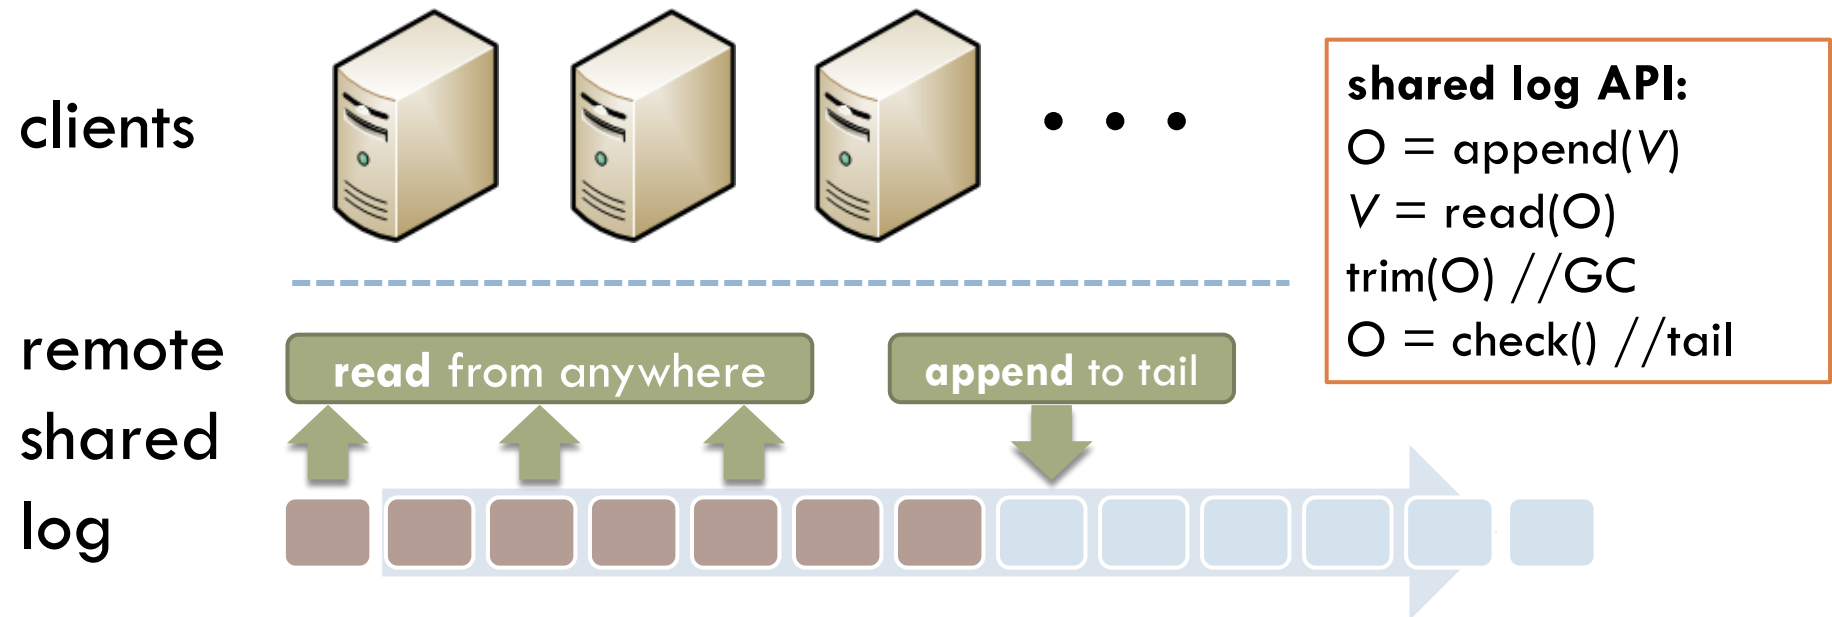 clients
shared log API:
O = append(V)
V = read(O)
trim(O) //GC
O = check() //tail
remote
shared
log
read from anywhere
append to tail